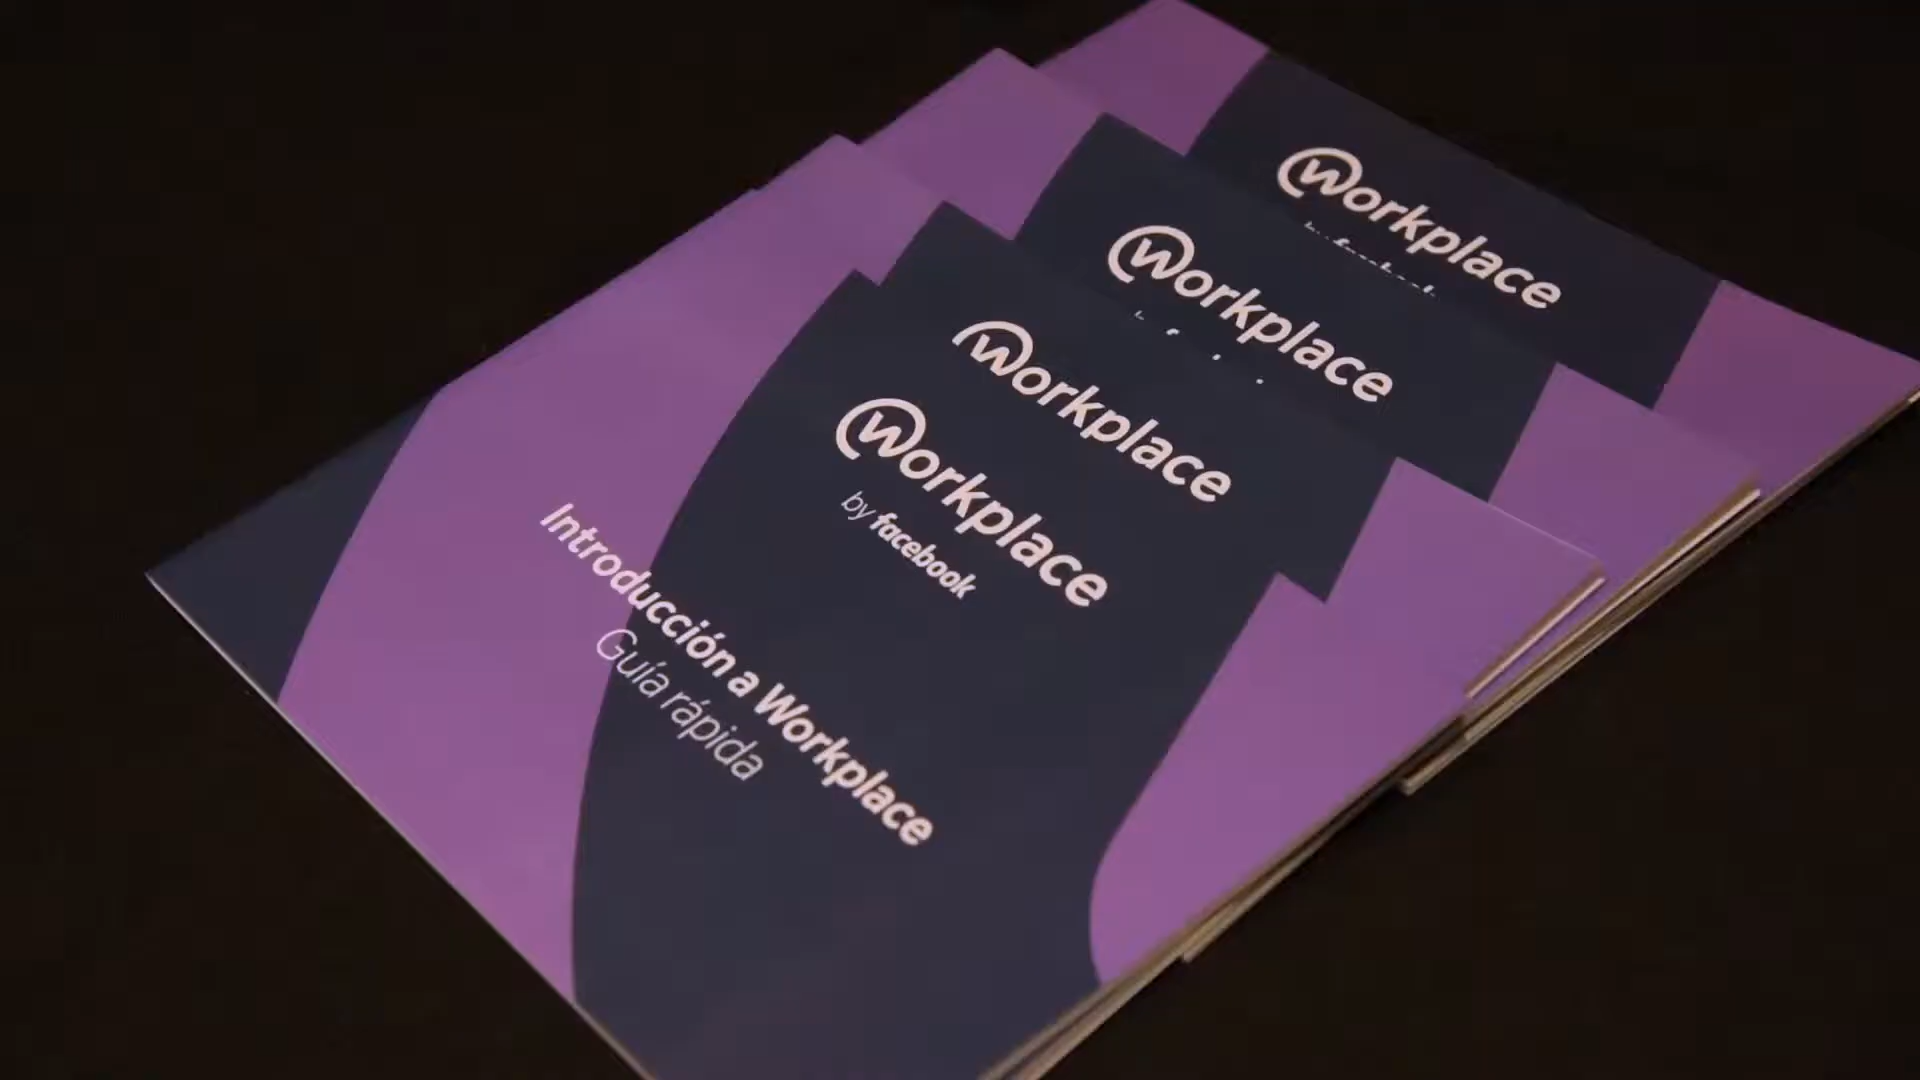 Workplace
Workplace
Workplace
Workplace
by facebook
Introducción a Workplace
Guía rápida